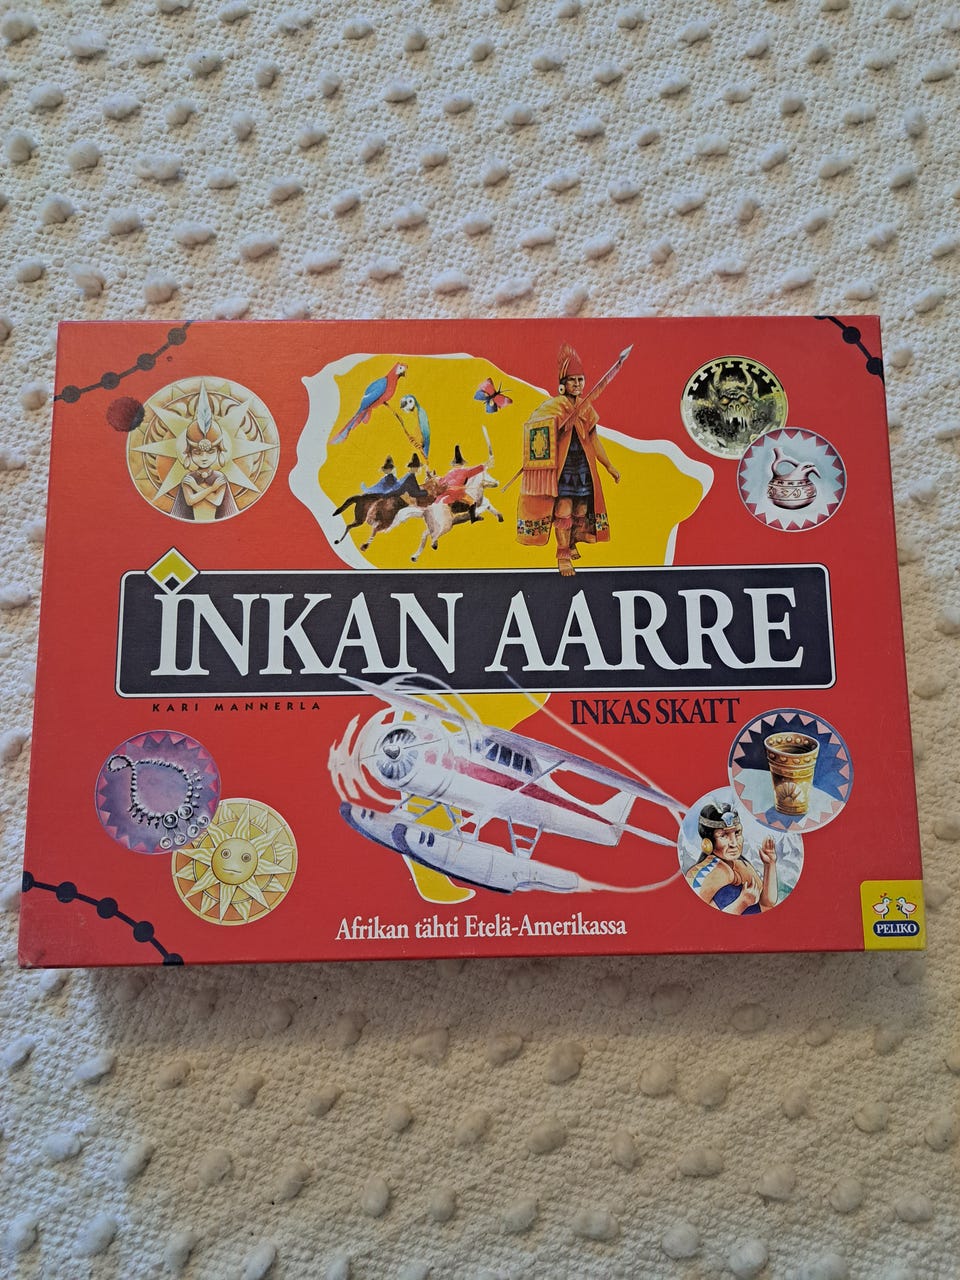 INKAN AARRE
KARI MANNERLA
INKAS SKATT
Afrikan tähti Etelä-Amerikassa
PELIKO